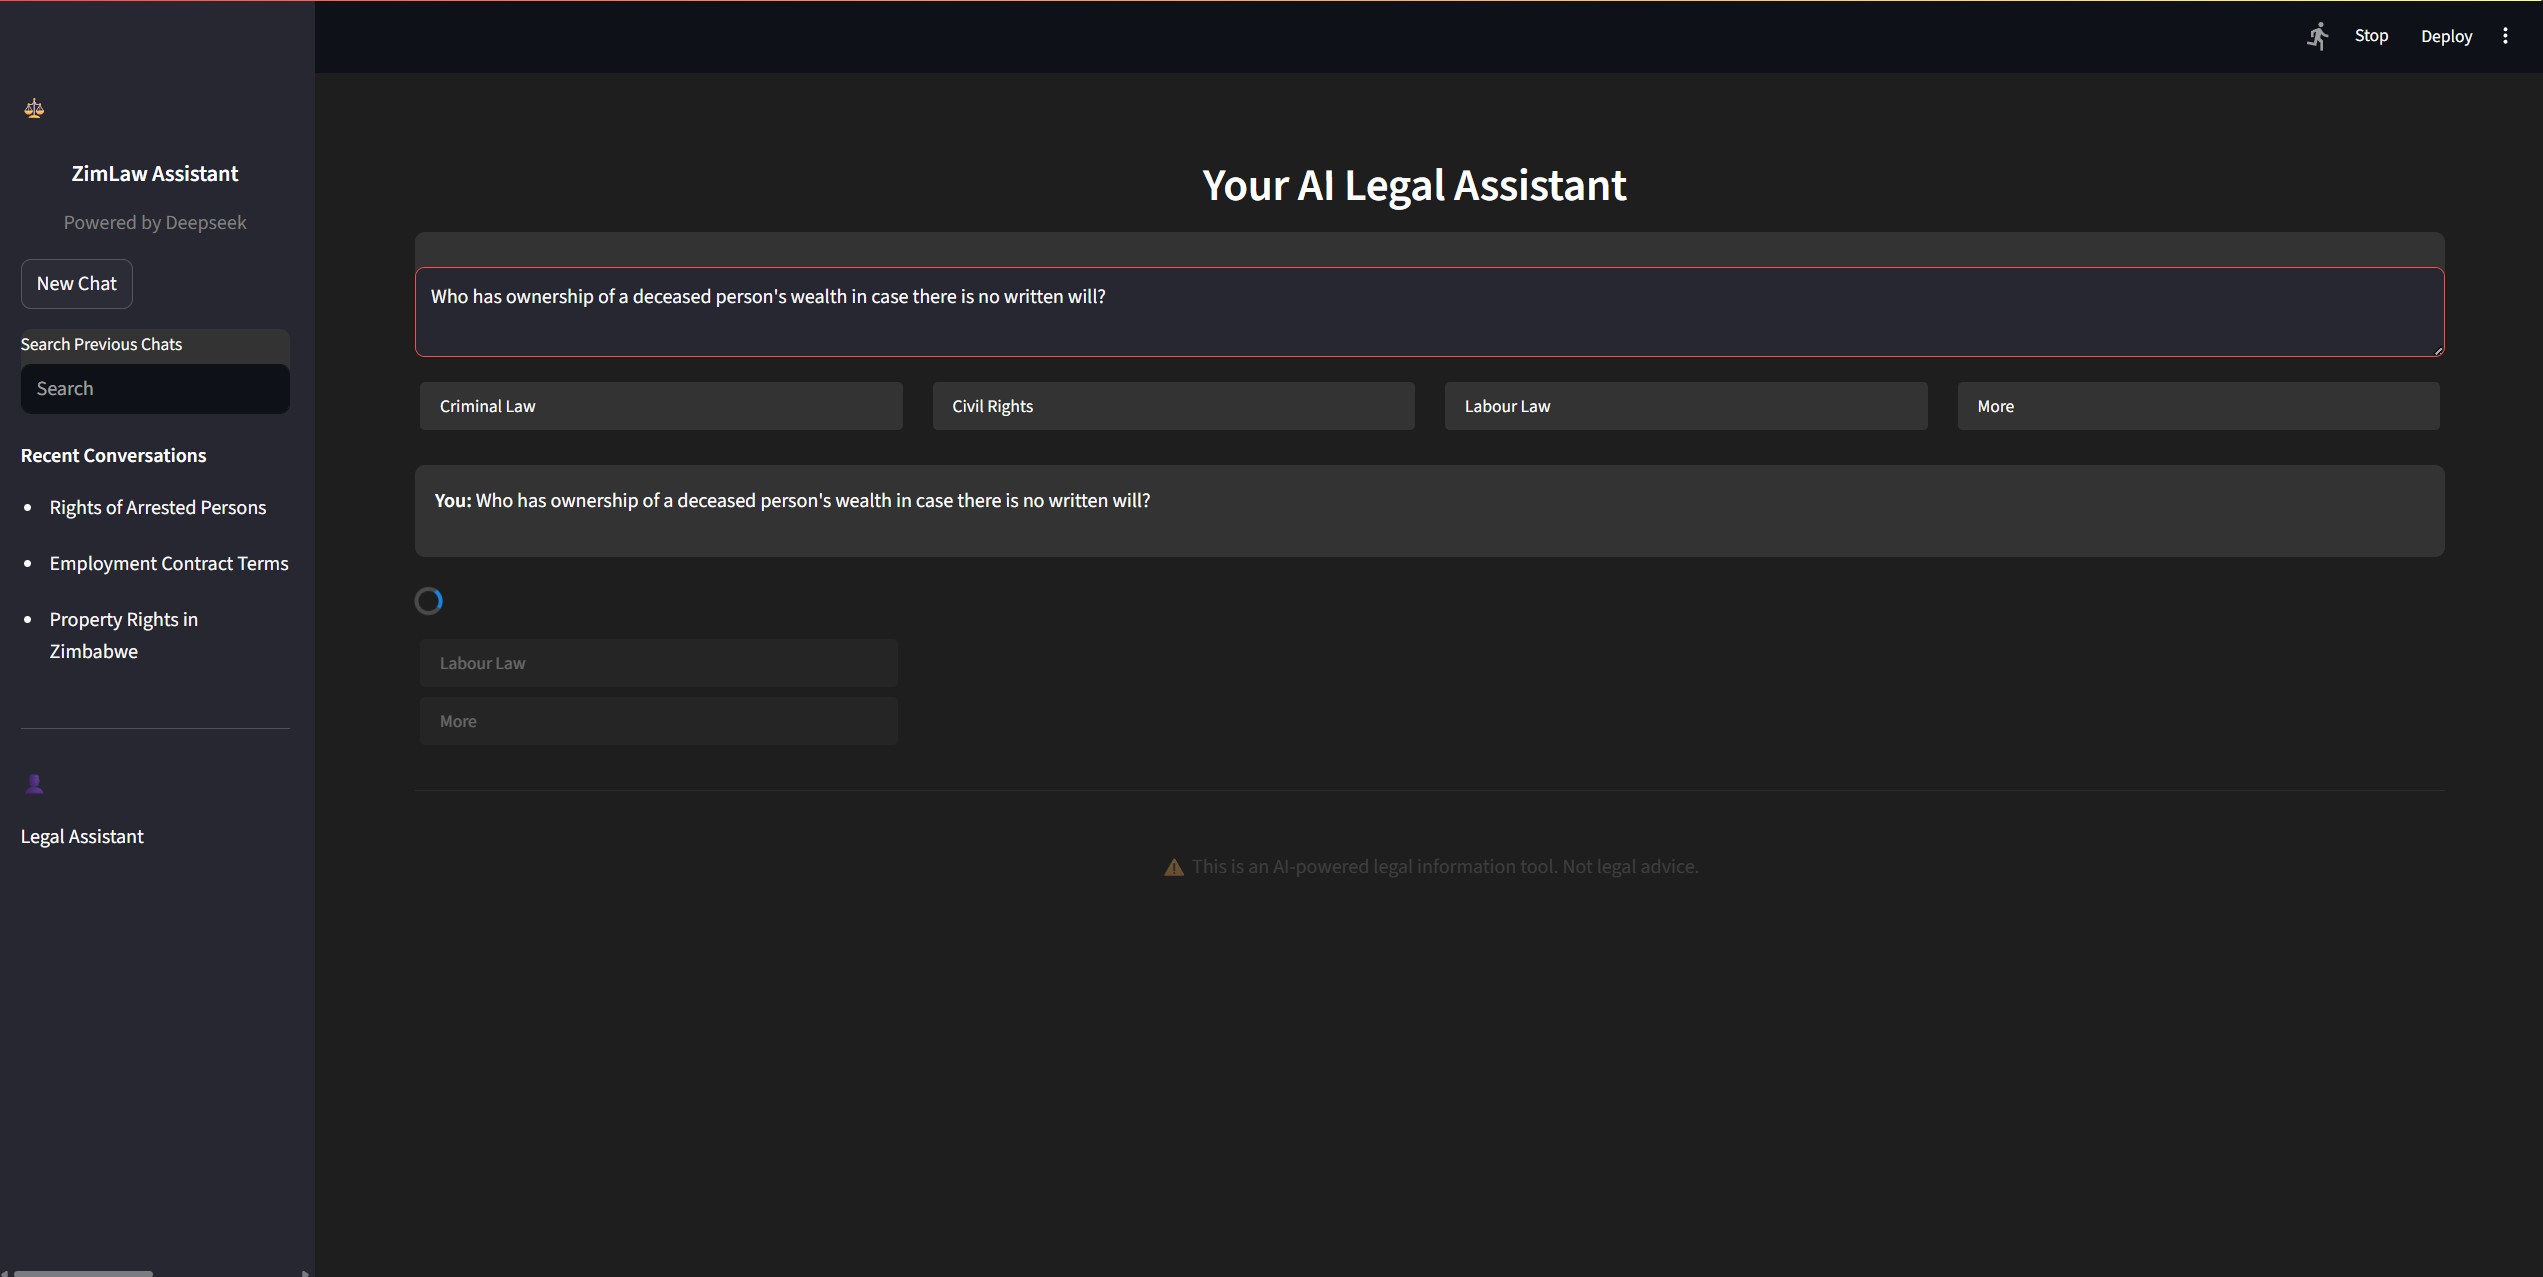 Stop
Deploy
ZimLaw Assistant
Powered by Deepseek
New Chat
Search Previous Chats
Search
Recent Conversations
Rights of Arrested Persons
Employment Contract Terms
Property Rights in
Zimbabwe
Legal Assistant
Your AI Legal Assistant
Who has ownership of a deceased person's wealth in case there is no written will?
Criminal Law
Civil Rights
Labour Law
More
You: Who has ownership of a deceased person's wealth in case there is no written will?
Labour Law
More
This is an AI-powered legal information tool. Not legal advice.